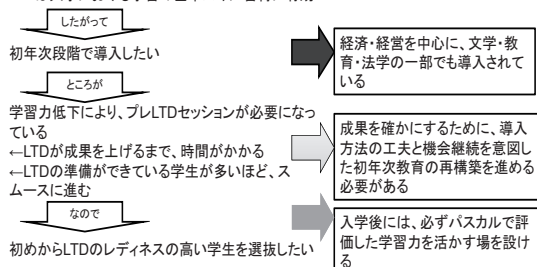 したがって
初年次段階で導入したい
経済・経営を中心に、文学・教
育・法学の一部でも導入されて
いる
ところが
学習力低下により、プレLTDセッションが必要になっ
ている
←LTDが成果を上げるまで、時間がかかる
←LTDの準備ができている学生が多いほど、ス
ムースに進む
成果を確かにするために、導入
方法の工夫と機会継続を意図し
た初年次教育の再構築を進める
必要がある
なので
初めからLTDのレディネスの高い学生を選抜したい
入学後には、必ずパスカルで評
価した学習力を活かす場を設け
る